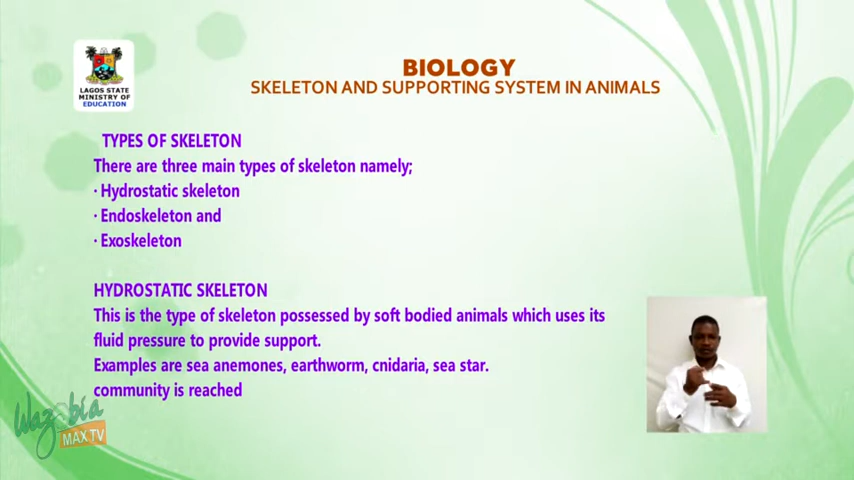 LAGOS STATE
MINISTRY OF
EDUCATION
BIOLOGY
SKELETON AND SUPPORTING SYSTEM IN ANIMALS
TYPES OF SKELETON
There are three main types of skeleton namely;
· Hydrostatic skeleton
· Endoskeleton and
· Exoskeleton
HYDROSTATIC SKELETON
This is the type of skeleton possessed by soft bodied animals which uses its
fluid pressure to provide support.
Examples are sea anemones, earthworm, cnidaria, sea star.
community is reached
Wazobia
MAX TV